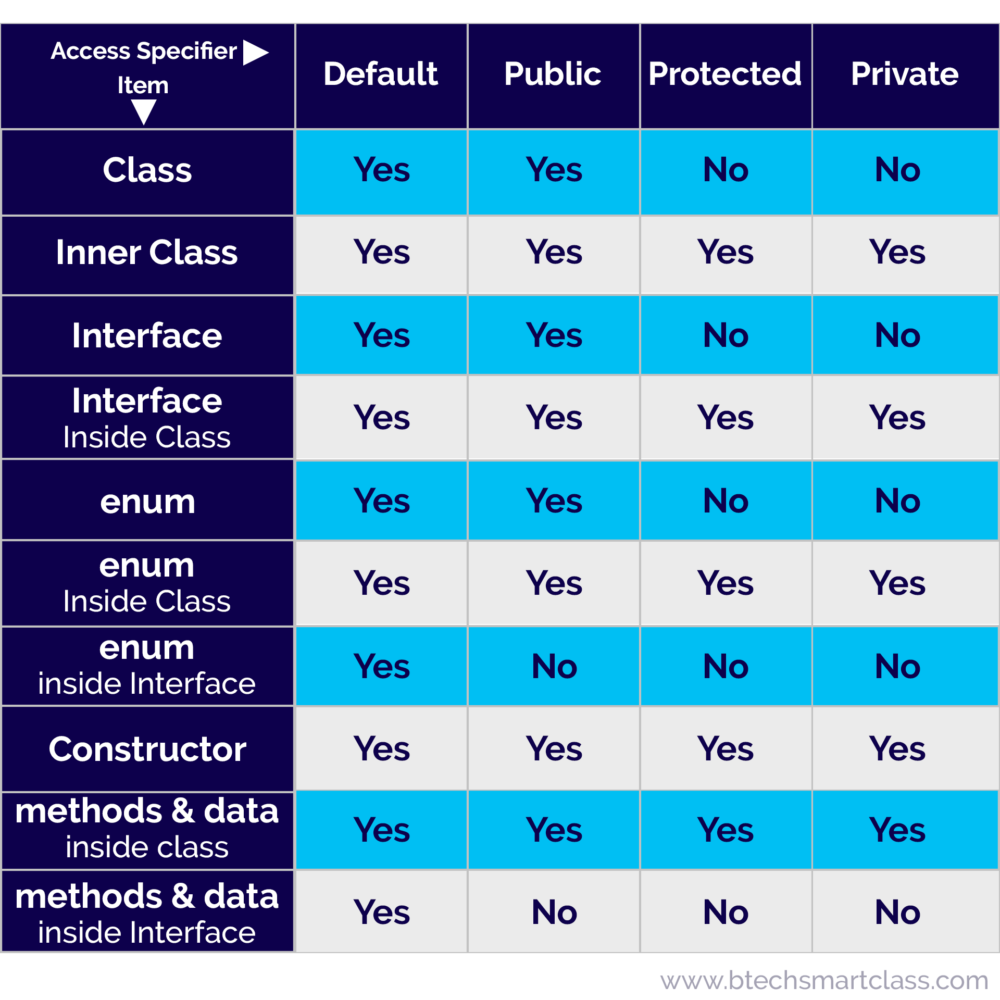 Access Specifier
Item
Default Public Protected Private
Class Yes Yes No No
Inner Class Yes Yes Yes Yes
Interface Yes Yes No No
Interface
Inside Class
Yes Yes Yes Yes
enum Yes Yes No No
enum
Inside Class
Yes Yes Yes Yes
enum
inside Interface
Yes No No No
Constructor Yes Yes Yes Yes
methods & data
inside class
Yes Yes Yes Yes
methods & data
inside Interface
Yes No No No
www.btechsmartclass.com